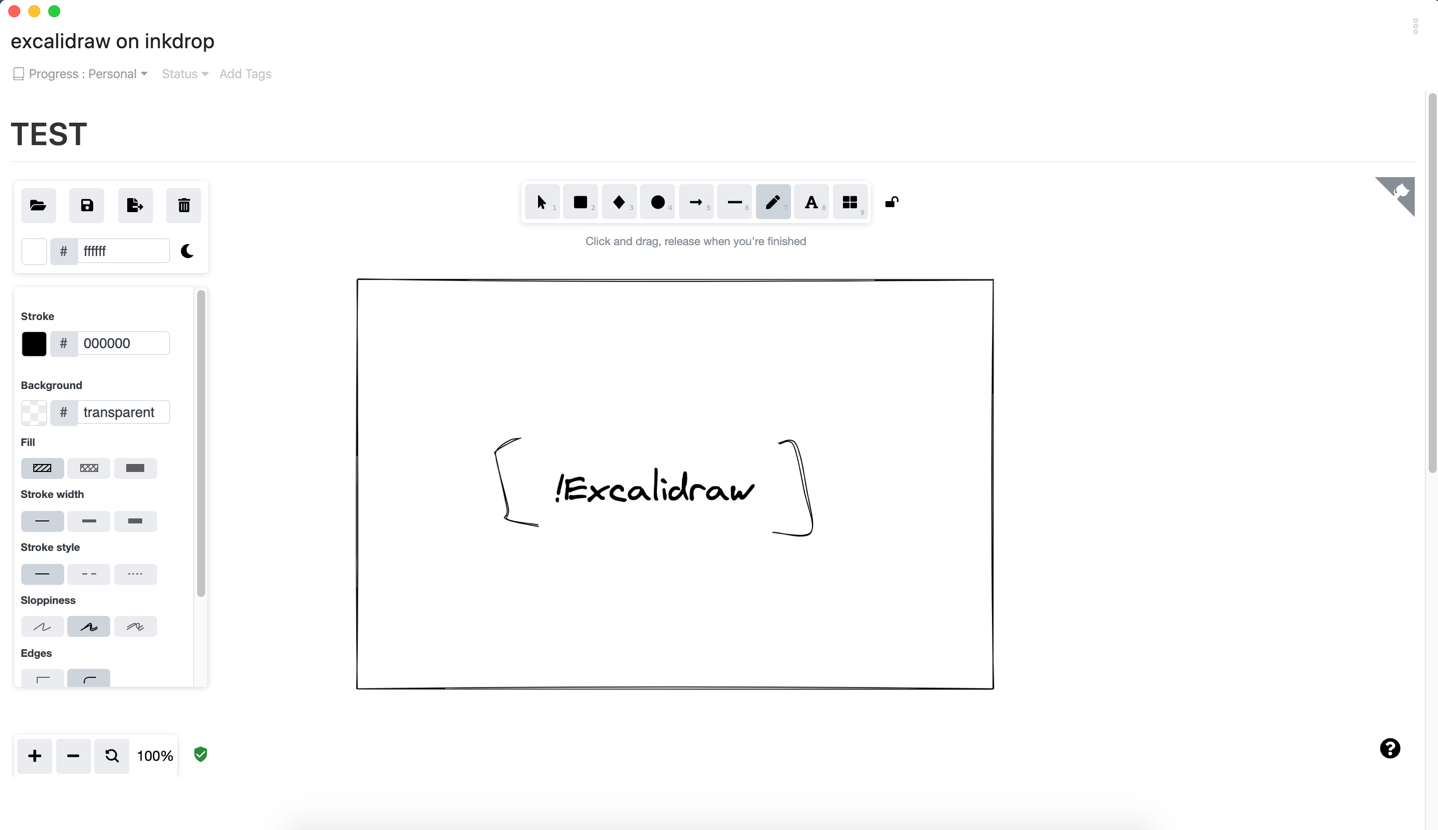 excalidraw on inkdrop
Progress : Personal Status Add Tags
TEST
1 2 3 4 5 6 7 A 8 9
Click and drag, release when you're finished
# ffffff
Stroke
# 000000
Background
# transparent
Fill
Stroke width
Stroke style
Sloppiness
Edges
[ !Excalidraw ]
100%
?